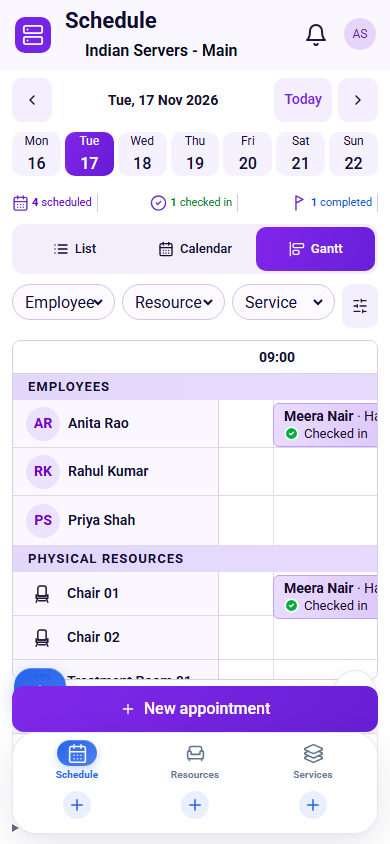 Schedule
Indian Servers - Main
AS
Tue, 17 Nov 2026
Today
Mon Tue Wed Thu Fri Sat Sun
16 17 18 19 20 21 22
4 scheduled 1 checked in 1 completed
List Calendar Gantt
Employee Resource Service
09:00
EMPLOYEES
AR Anita Rao
Meera Nair · Ha
Checked in
RK Rahul Kumar
PS Priya Shah
PHYSICAL RESOURCES
Chair 01
Meera Nair · Ha
Checked in
Chair 02
Treatment Room 01
+ New appointment
Schedule Resources Services
+ + +